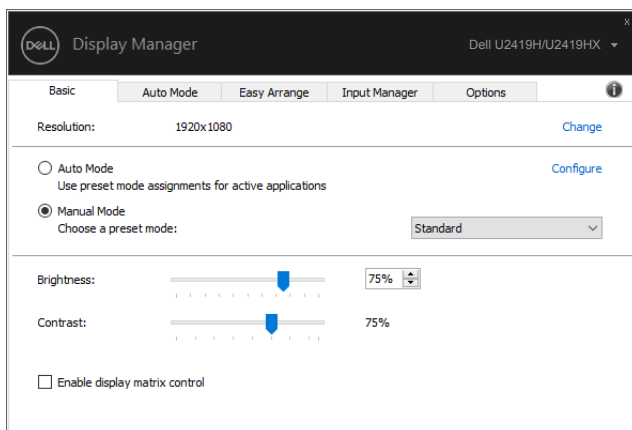 x
DELL Display Manager Dell U2419H/U2419HX
Basic Auto Mode Easy Arrange Input Manager Options i
Resolution: 1920x1080 Change
Auto Mode Configure
Use preset mode assignments for active applications
Manual Mode
Choose a preset mode: Standard
Brightness: 75%
Contrast: 75%
Enable display matrix control